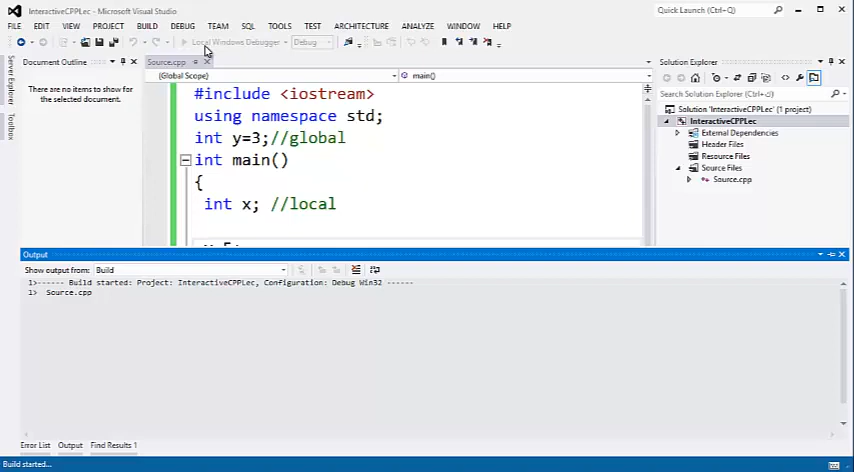 InteractiveCPPLec - Microsoft Visual Studio
Quick Launch (Ctrl+Q)
FILE EDIT VIEW PROJECT BUILD DEBUG TEAM SQL TOOLS TEST ARCHITECTURE ANALYZE WINDOW HELP
Local Windows Debugger Debug
Server Explorer
Toolbox
Document Outline
There are no items to show for
the selected document.
Source.cpp
(Global Scope) main()
#include <iostream>
using namespace std;
int y=3;//global
int main()
{
int x; //local
Solution Explorer
Search Solution Explorer (Ctrl+;)
Solution 'InteractiveCPPLec' (1 project)
InteractiveCPPLec
External Dependencies
Header Files
Resource Files
Source Files
Source.cpp
Output
Show output from: Build
1>------ Build started: Project: InteractiveCPPLec, Configuration: Debug Win32 ------
1> Source.cpp
Error List Output Find Results 1
Build started...